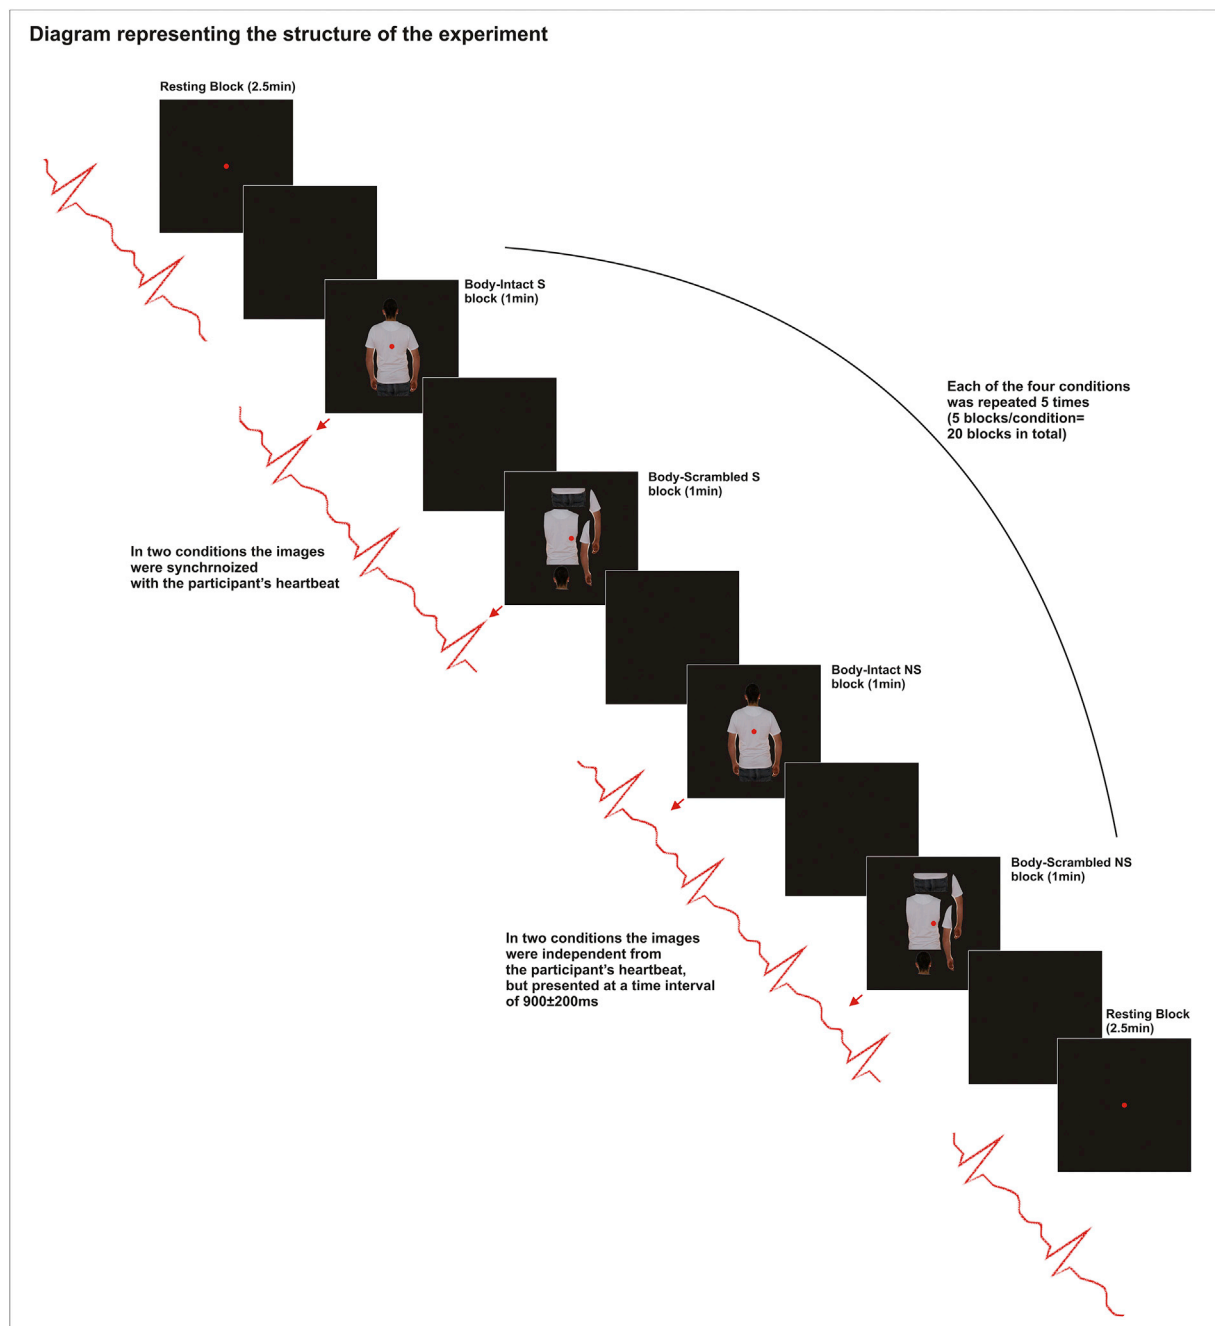 Diagram representing the structure of the experiment
Resting Block (2.5min)
Body-Intact S
block (1min)
Each of the four conditions
was repeated 5 times
(5 blocks/condition=
20 blocks in total)
Body-Scrambled S
block (1min)
In two conditions the images
were synchrnoized
with the participant's heartbeat
Body-Intact NS
block (1min)
Body-Scrambled NS
block (1min)
In two conditions the images
were independent from
the participant's heartbeat,
but presented at a time interval
of 900±200ms
Resting Block
(2.5min)